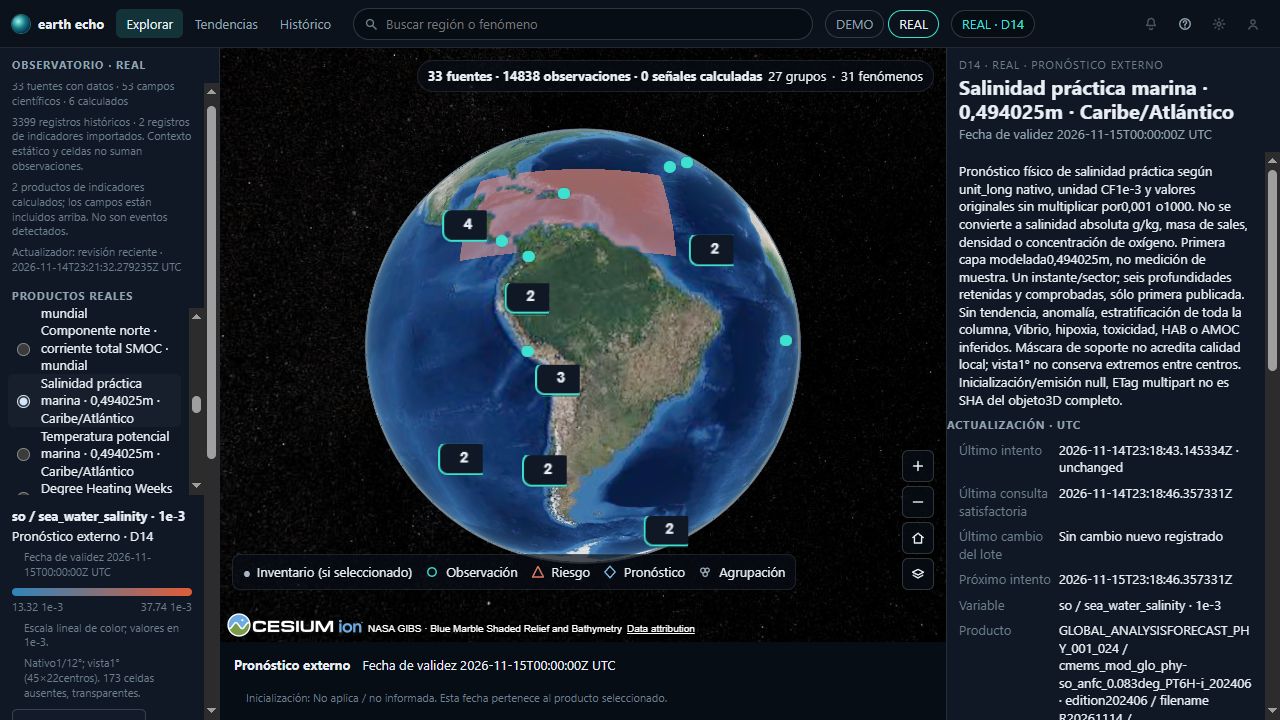 earth echo
Explorar
Tendencias
Histórico
Buscar región o fenómeno
DEMO
REAL
REAL · D14
OBSERVATORIO · REAL
33 fuentes con datos · 53 campos
científicos · 6 calculados
3399 registros históricos · 2 registros
de indicadores importados. Contexto
estático y celdas no suman
observaciones.
2 productos de indicadores
calculados; los campos están
incluidos arriba. No son eventos
detectados.
Actualizador: revisión reciente ·
2026-11-14T23:21:32.279235Z UTC
PRODUCTOS REALES
mundial
Componente norte ·
corriente total SMOC ·
mundial
Salinidad práctica
marina · 0,494025m ·
Caribe/Atlántico
Temperatura potencial
marina · 0,494025m ·
Caribe/Atlántico
Degree Heating Weeks
so / sea_water_salinity · 1e-3
Pronóstico externo · D14
Fecha de validez 2026-11-
15T00:00:00Z UTC
13.32 1e-3
37.74 1e-3
Escala lineal de color; valores en
1e-3.
Nativo1/12°; vista1°
(45×22centros). 173 celdas
ausentes, transparentes.
33 fuentes · 14838 observaciones · 0 señales calculadas 27 grupos · 31 fenómenos
4
2
2
3
2
2
2
Inventario (si seleccionado)
Observación
Riesgo
Pronóstico
Agrupación
CESIUM ion NASA GIBS · Blue Marble Shaded Relief and Bathymetry Data attribution
Pronóstico externo Fecha de validez 2026-11-15T00:00:00Z UTC
Inicialización: No aplica / no informada. Esta fecha pertenece al producto seleccionado.
D14 · REAL · PRONÓSTICO EXTERNO
Salinidad práctica marina ·
0,494025m · Caribe/Atlántico
Fecha de validez 2026-11-15T00:00:00Z UTC
Pronóstico físico de salinidad práctica según
unit_long nativo, unidad CF1e-3 y valores
originales sin multiplicar por0,001 o1000. No se
convierte a salinidad absoluta g/kg, masa de sales,
densidad o concentración de oxígeno. Primera
capa modelada0,494025m, no medición de
muestra. Un instante/sector; seis profundidades
retenidas y comprobadas, sólo primera publicada.
Sin tendencia, anomalía, estratificación de toda la
columna, Vibrio, hipoxia, toxicidad, HAB o AMOC
inferidos. Máscara de soporte no acredita calidad
local; vista1° no conserva extremos entre centros.
Inicialización/emisión null, ETag multipart no es
SHA del objeto3D completo.
ACTUALIZACIÓN · UTC
Último intento 2026-11-14T23:18:43.145334Z ·
unchanged
Última consulta 2026-11-14T23:18:46.357331Z
satisfactoria
Último cambio Sin cambio nuevo registrado
del lote
Próximo intento 2026-11-15T23:18:46.357331Z
Variable so / sea_water_salinity · 1e-3
Producto GLOBAL_ANALYSISFORECAST_PH
Y_001_024 /
cmems_mod_glo_phy-
so_anfc_0.083deg_PT6H-i_202406
· edition202406 / filename
R20261114 /